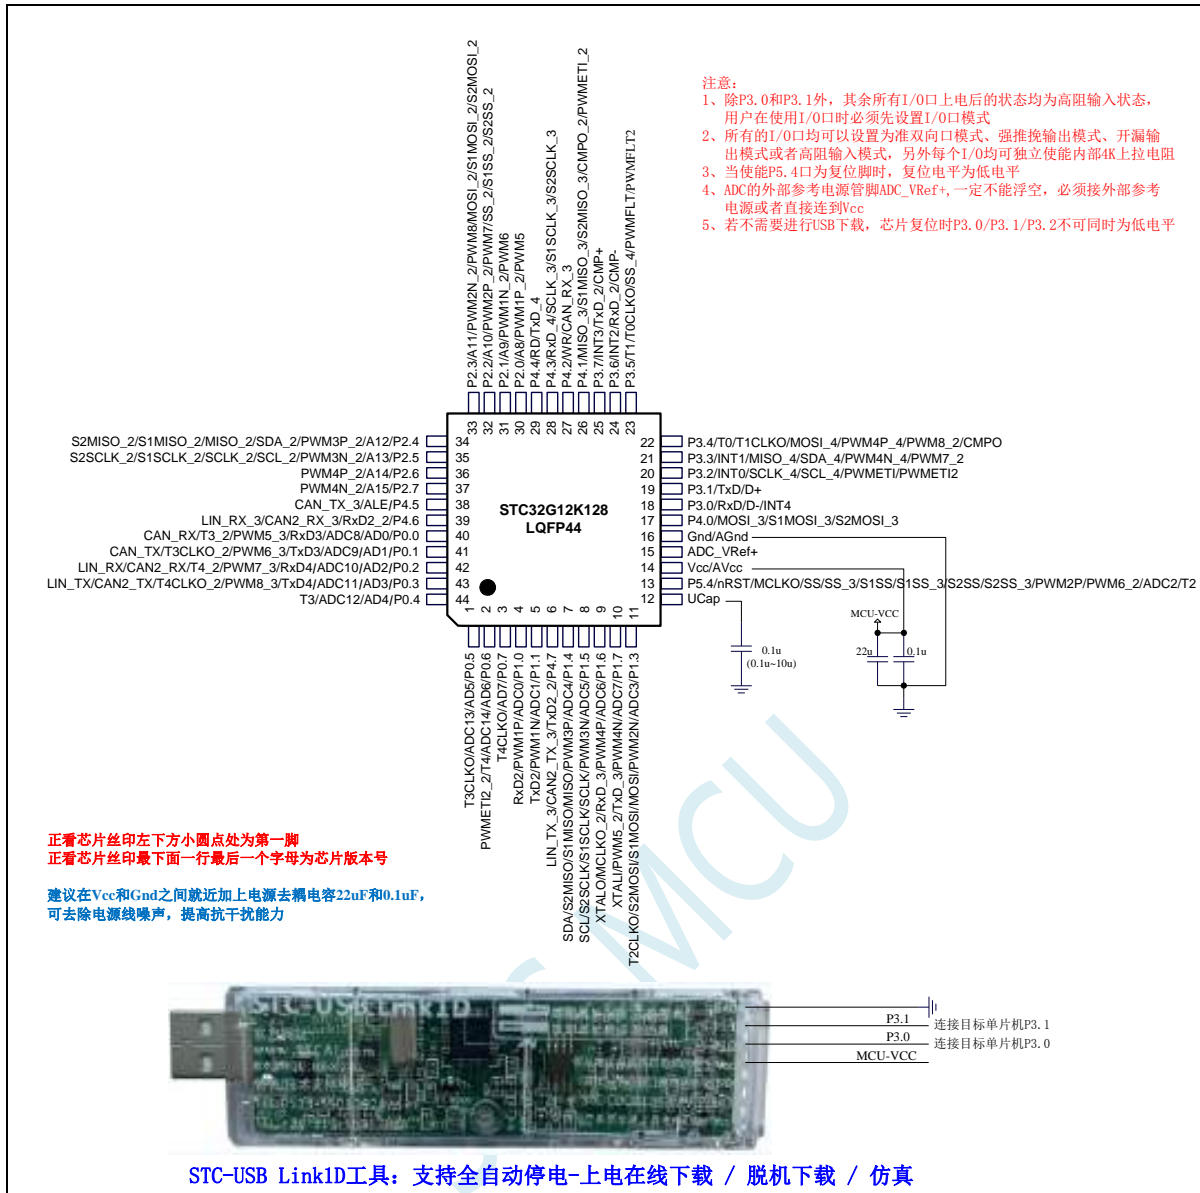 注意:
1、除P3.0和P3.1外, 其余所有I/O口上电后的状态均为高阻输入状态,
用户在使用I/O口时必须先设置I/O口模式
2、所有的I/O口均可以设置为准双向口模式、强推挽输出模式、开漏输
出模式或者高阻输入模式, 另外每个I/O均可独立使能内部4K上拉电阻
3、当使能P5.4口为复位脚时, 复位电平为低电平
4、ADC的外部参考电源管脚ADC_VRef+,一定不能浮空, 必须接外部参考
电源或者直接连到Vcc
5、若不需要进行USB下载, 芯片复位时P3.0/P3.1/P3.2不可同时为低电平
P2.3/A11/PWM2N_2/PWM8/MOSI_2/S1MOSI_2/S2MOSI_2
P2.2/A10/PWM2P_2/PWM7/SS_2/S1SS_2/S2SS_2
P2.1/A9/PWM1N_2/PWM6
P2.0/A8/PWM1P_2/PWM5
P4.4/RD/TxD_4
P4.3/RxD_4/SCLK_3/S1SCLK_3/S2SCLK_3
P4.2/WR/CAN_RX_3
P4.1/MISO_3/S1MISO_3/S2MISO_3/CMPO_2/PWMETI_2
P3.7/INT3/TxD_2/CMP+
P3.6/INT2/RxD_2/CMP-
P3.5/T1/T0CLKO/SS_4/PWMFLT/PWMFLT2
33
32
31
30
29
28
27
26
25
24
23
S2MISO_2/S1MISO_2/MISO_2/SDA_2/PWM3P_2/A12/P2.4 34
S2SCLK_2/S1SCLK_2/SCLK_2/SCL_2/PWM3N_2/A13/P2.5 35
PWM4P_2/A14/P2.6 36
PWM4N_2/A15/P2.7 37
CAN_TX_3/ALE/P4.5 38
LIN_RX_3/CAN2_RX_3/RxD2_2/P4.6 39
CAN_RX/T3_2/PWM5_3/RxD3/ADC8/AD0/P0.0 40
CAN_TX/T3CLKO_2/PWM6_3/TxD3/ADC9/AD1/P0.1 41
LIN_RX/CAN2_RX/T4_2/PWM7_3/RxD4/ADC10/AD2/P0.2 42
LIN_TX/CAN2_TX/T4CLKO_2/PWM8_3/TxD4/ADC11/AD3/P0.3 43
T3/ADC12/AD4/P0.4 44
STC32G12K128
LQFP44
22 P3.4/T0/T1CLKO/MOSI_4/PWM4P_4/PWM8_2/CMPO
21 P3.3/INT1/MISO_4/SDA_4/PWM4N_4/PWM7_2
20 P3.2/INT0/SCLK_4/SCL_4/PWMETI/PWMETI2
19 P3.1/TxD/D+
18 P3.0/RxD/D-/INT4
17 P4.0/MOSI_3/S1MOSI_3/S2MOSI_3
16 Gnd/AGnd
15 ADC_VRef+
14 Vcc/AVcc
13 P5.4/nRST/MCLKO/SS/SS_3/S1SS/S1SS_3/S2SS/S2SS_3/PWM2P/PWM6_2/ADC2/T2
12 UCap
1
2
3
4
5
6
7
8
9
10
11
T3CLKO/ADC13/AD5/P0.5
PWMETI2_2/T4/ADC14/AD6/P0.6
T4CLKO/AD7/P0.7
RxD2/PWM1P/ADC0/P1.0
TxD2/PWM1N/ADC1/P1.1
LIN_TX_3/CAN2_TX_3/TxD2_2/P4.7
SDA/S2MISO/S1MISO/MISO/PWM3P/ADC4/P1.4
SCL/S2SCLK/S1SCLK/SCLK/PWM3N/ADC5/P1.5
XTALO/MCLKO_2/RxD_3/PWM4P/ADC6/P1.6
XTALI/PWM5_2/TxD_3/PWM4N/ADC7/P1.7
T2CLKO/S2MOSI/S1MOSI/MOSI/PWM2N/ADC3/P1.3
0.1u
(0.1u~10u)
MCU-VCC
22u
0.1u
正看芯片丝印左下方小圆点处为第一脚
正看芯片丝印最下面一行最后一个字母为芯片版本号
建议在Vcc和Gnd之间就近加上电源去耦电容22uF和0.1uF,
可去除电源线噪声, 提高抗干扰能力
MCU
STC-USB Link1D
P3.1 连接目标单片机P3.1
P3.0 连接目标单片机P3.0
MCU-VCC
STC-USB Link1D工具: 支持全自动停电-上电在线下载 / 脱机下载 / 仿真